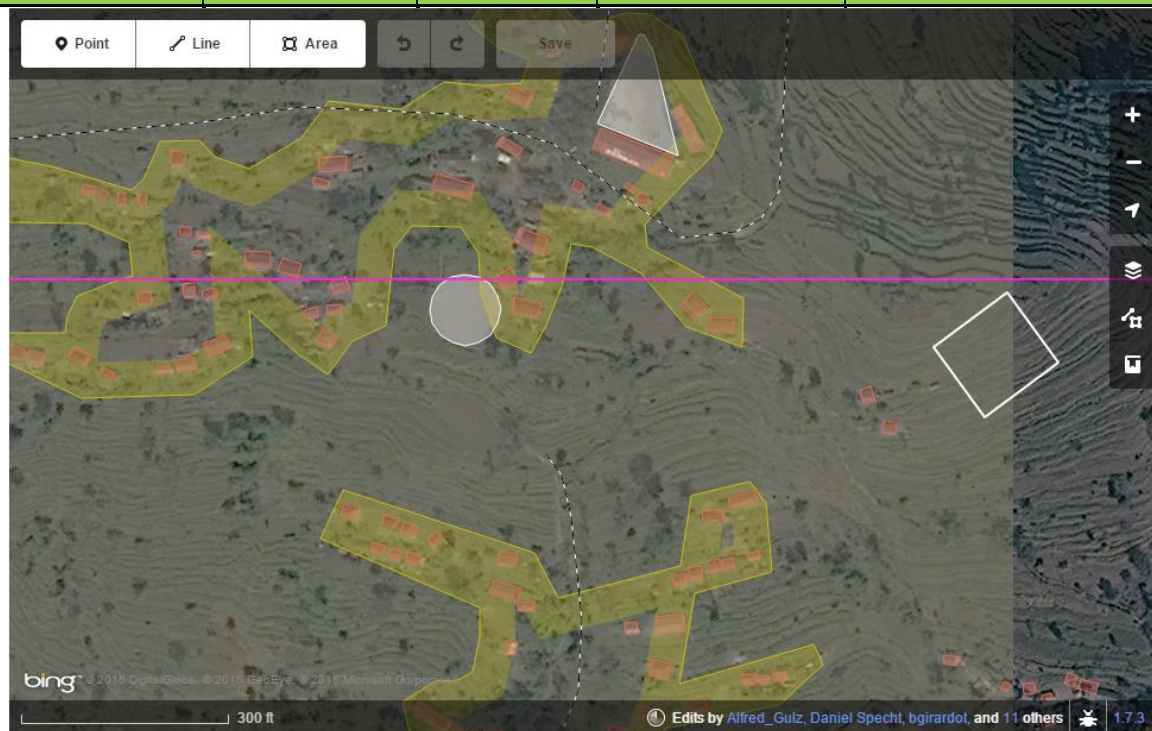 Point
Line
Area
Save
bing™ © 2015 DigitalGlobe, © 2015 GeoEye, © 2015 Microsoft Corporation
300 ft
Edits by Alfred_Gulz, Daniel Specht, bgirardot, and 11 others
1.7.3